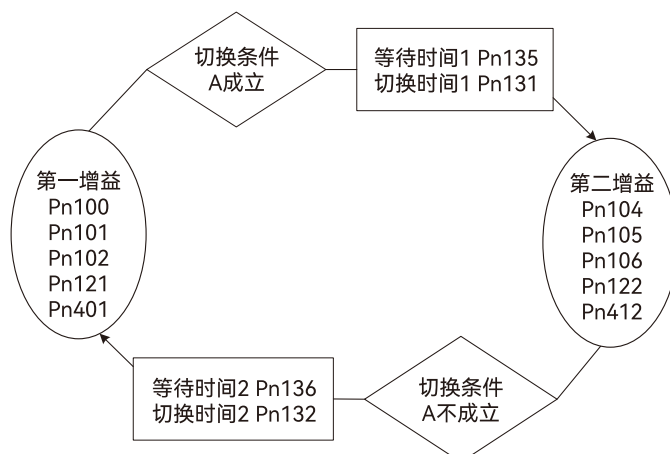 切换条件
A成立
等待时间1 Pn135
切换时间1 Pn131
第一增益
Pn100
Pn101
Pn102
Pn121
Pn401
第二增益
Pn104
Pn105
Pn106
Pn122
Pn412
等待时间2 Pn136
切换时间2 Pn132
切换条件
A不成立